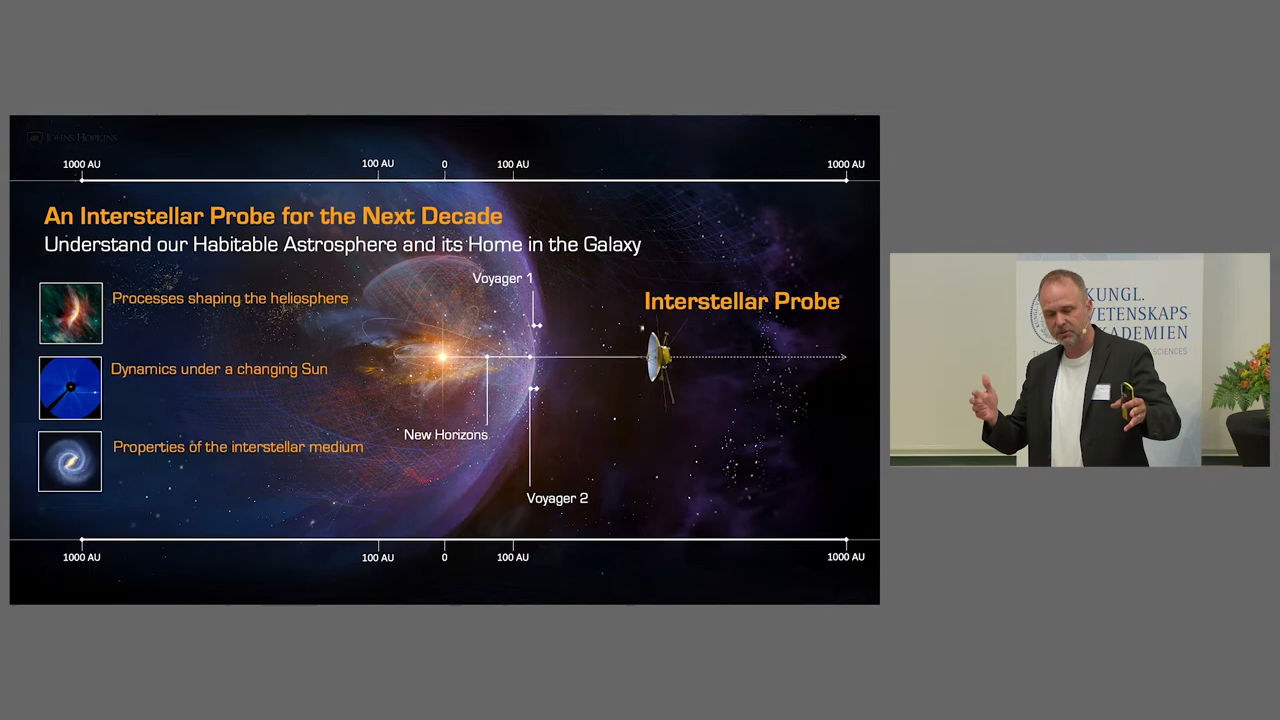 JOHNS HOPKINS
1000 AU 100 AU 0 100 AU 1000 AU
An Interstellar Probe for the Next Decade
Understand our Habitable Astrosphere and its Home in the Galaxy
Voyager 1
Processes shaping the heliosphere
Interstellar Probe
Dynamics under a changing Sun
New Horizons
Properties of the interstellar medium
Voyager 2
1000 AU 100 AU 0 100 AU 1000 AU
KUNGL.
VETENSKAPS-
AKADEMIEN
SCIENCES